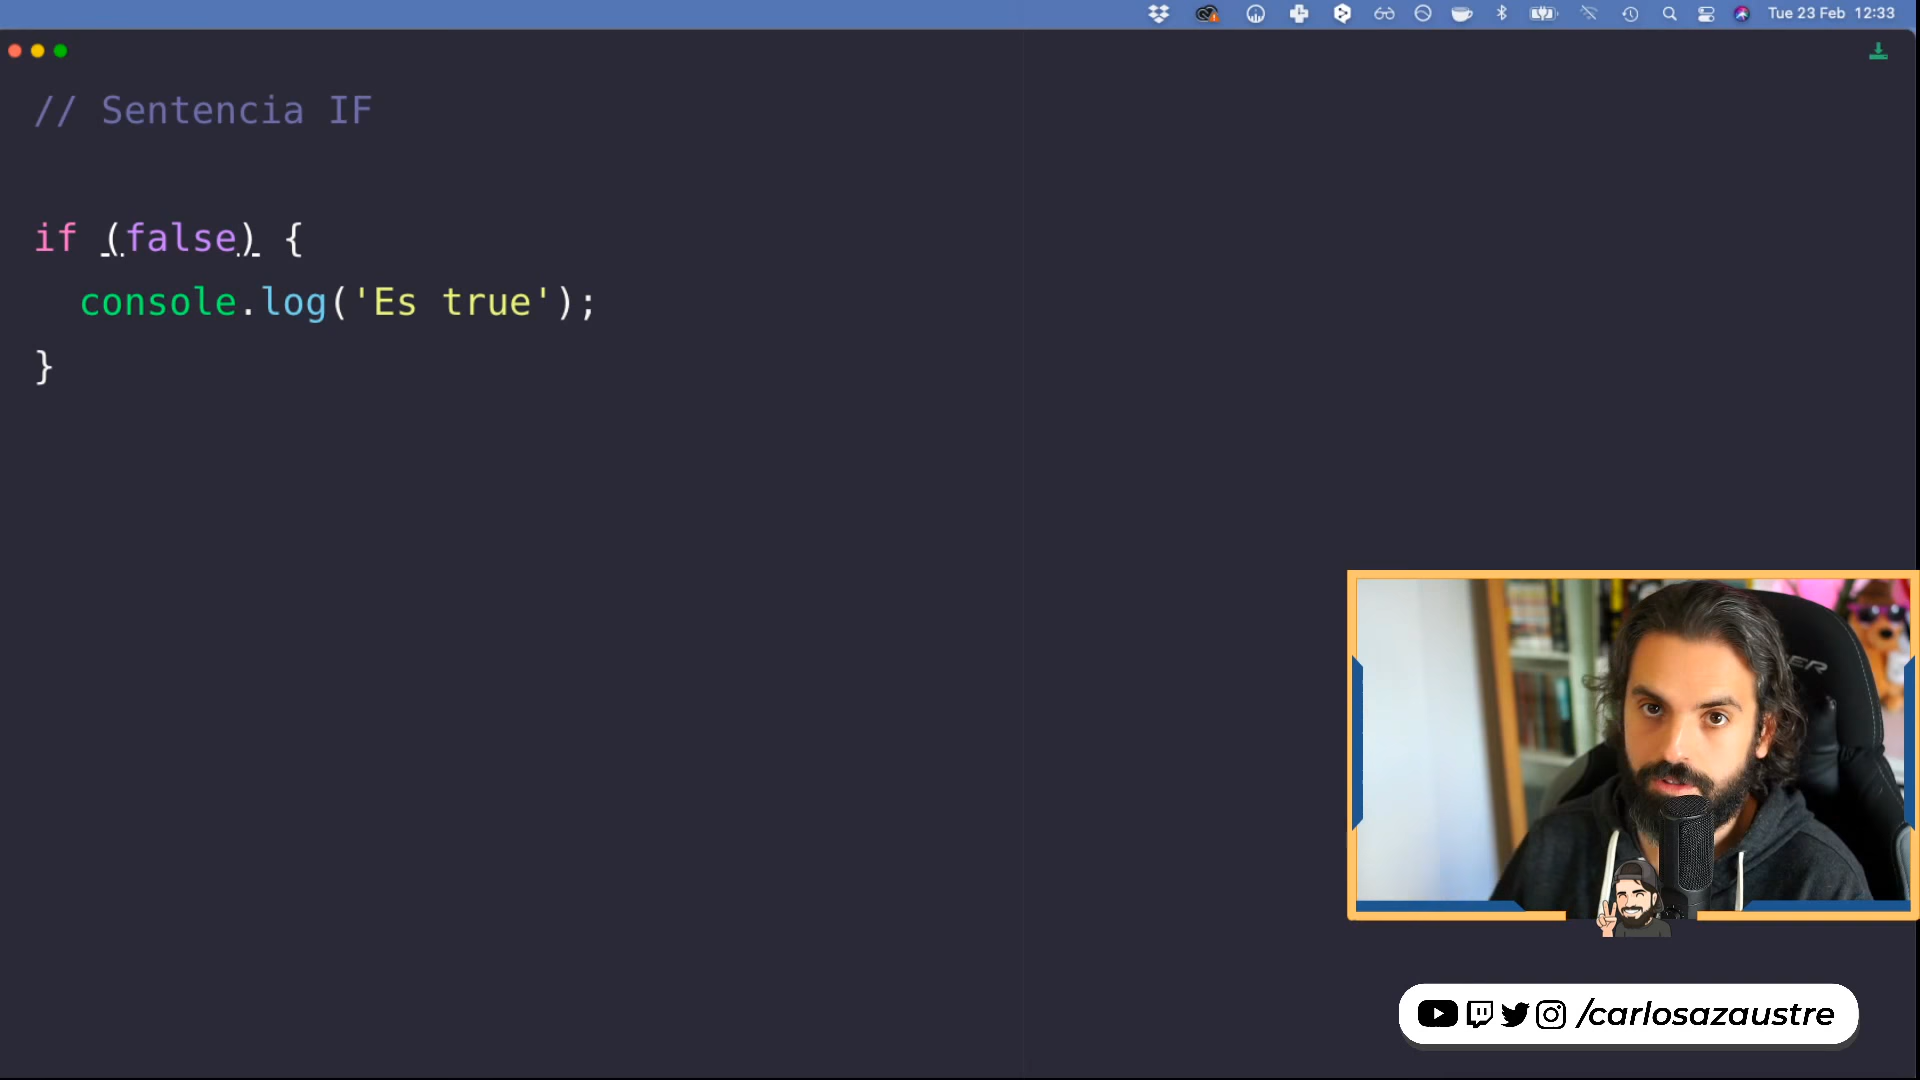 Tue 23 Feb 12:33
// Sentencia IF
if (false) {
console.log('Es true');
}
/carlosazaustre